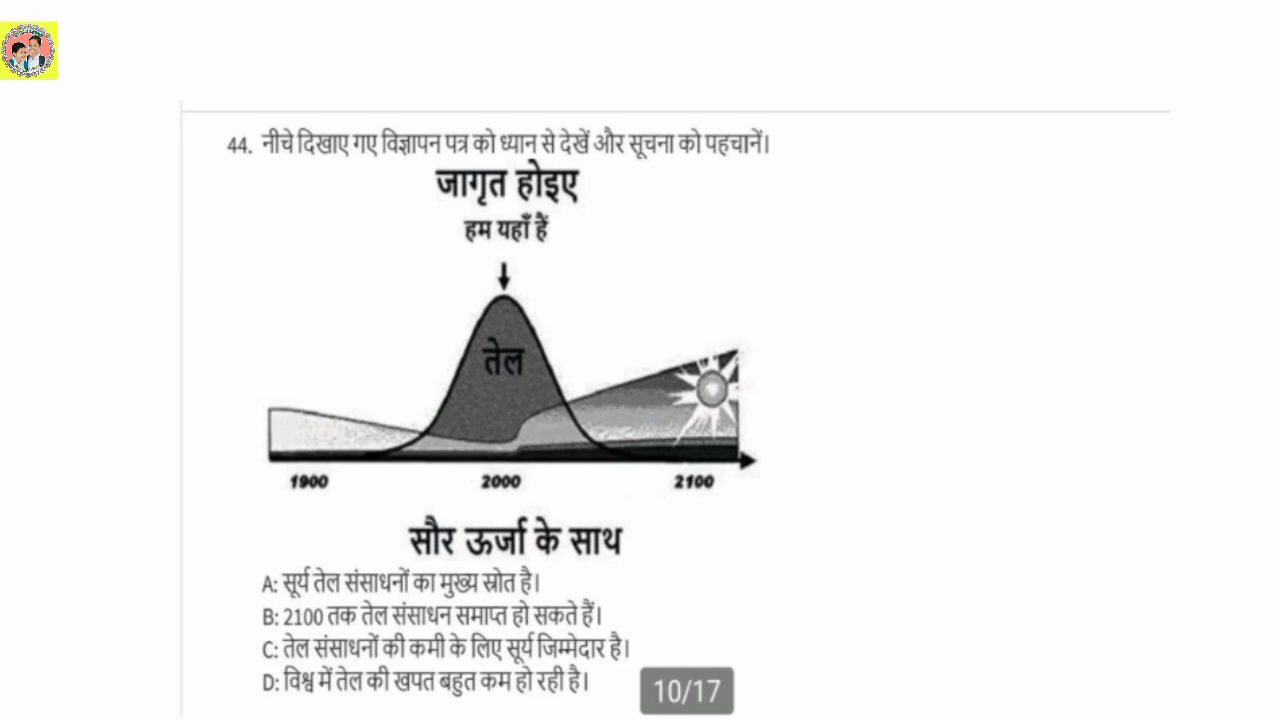 44. नीचे दिखाए गए विज्ञापन पत्र को ध्यान से देखें और सूचना को पहचानें।
जागृत होइए
हम यहाँ हैं
तेल
1900 2000 2100
सौर ऊर्जा के साथ
A: सूर्य तेल संसाधनों का मुख्य स्रोत है।
B: 2100 तक तेल संसाधन समाप्त हो सकते हैं।
C: तेल संसाधनों की कमी के लिए सूर्य जिम्मेदार है।
D: विश्व में तेल की खपत बहुत कम हो रही है।
10/17